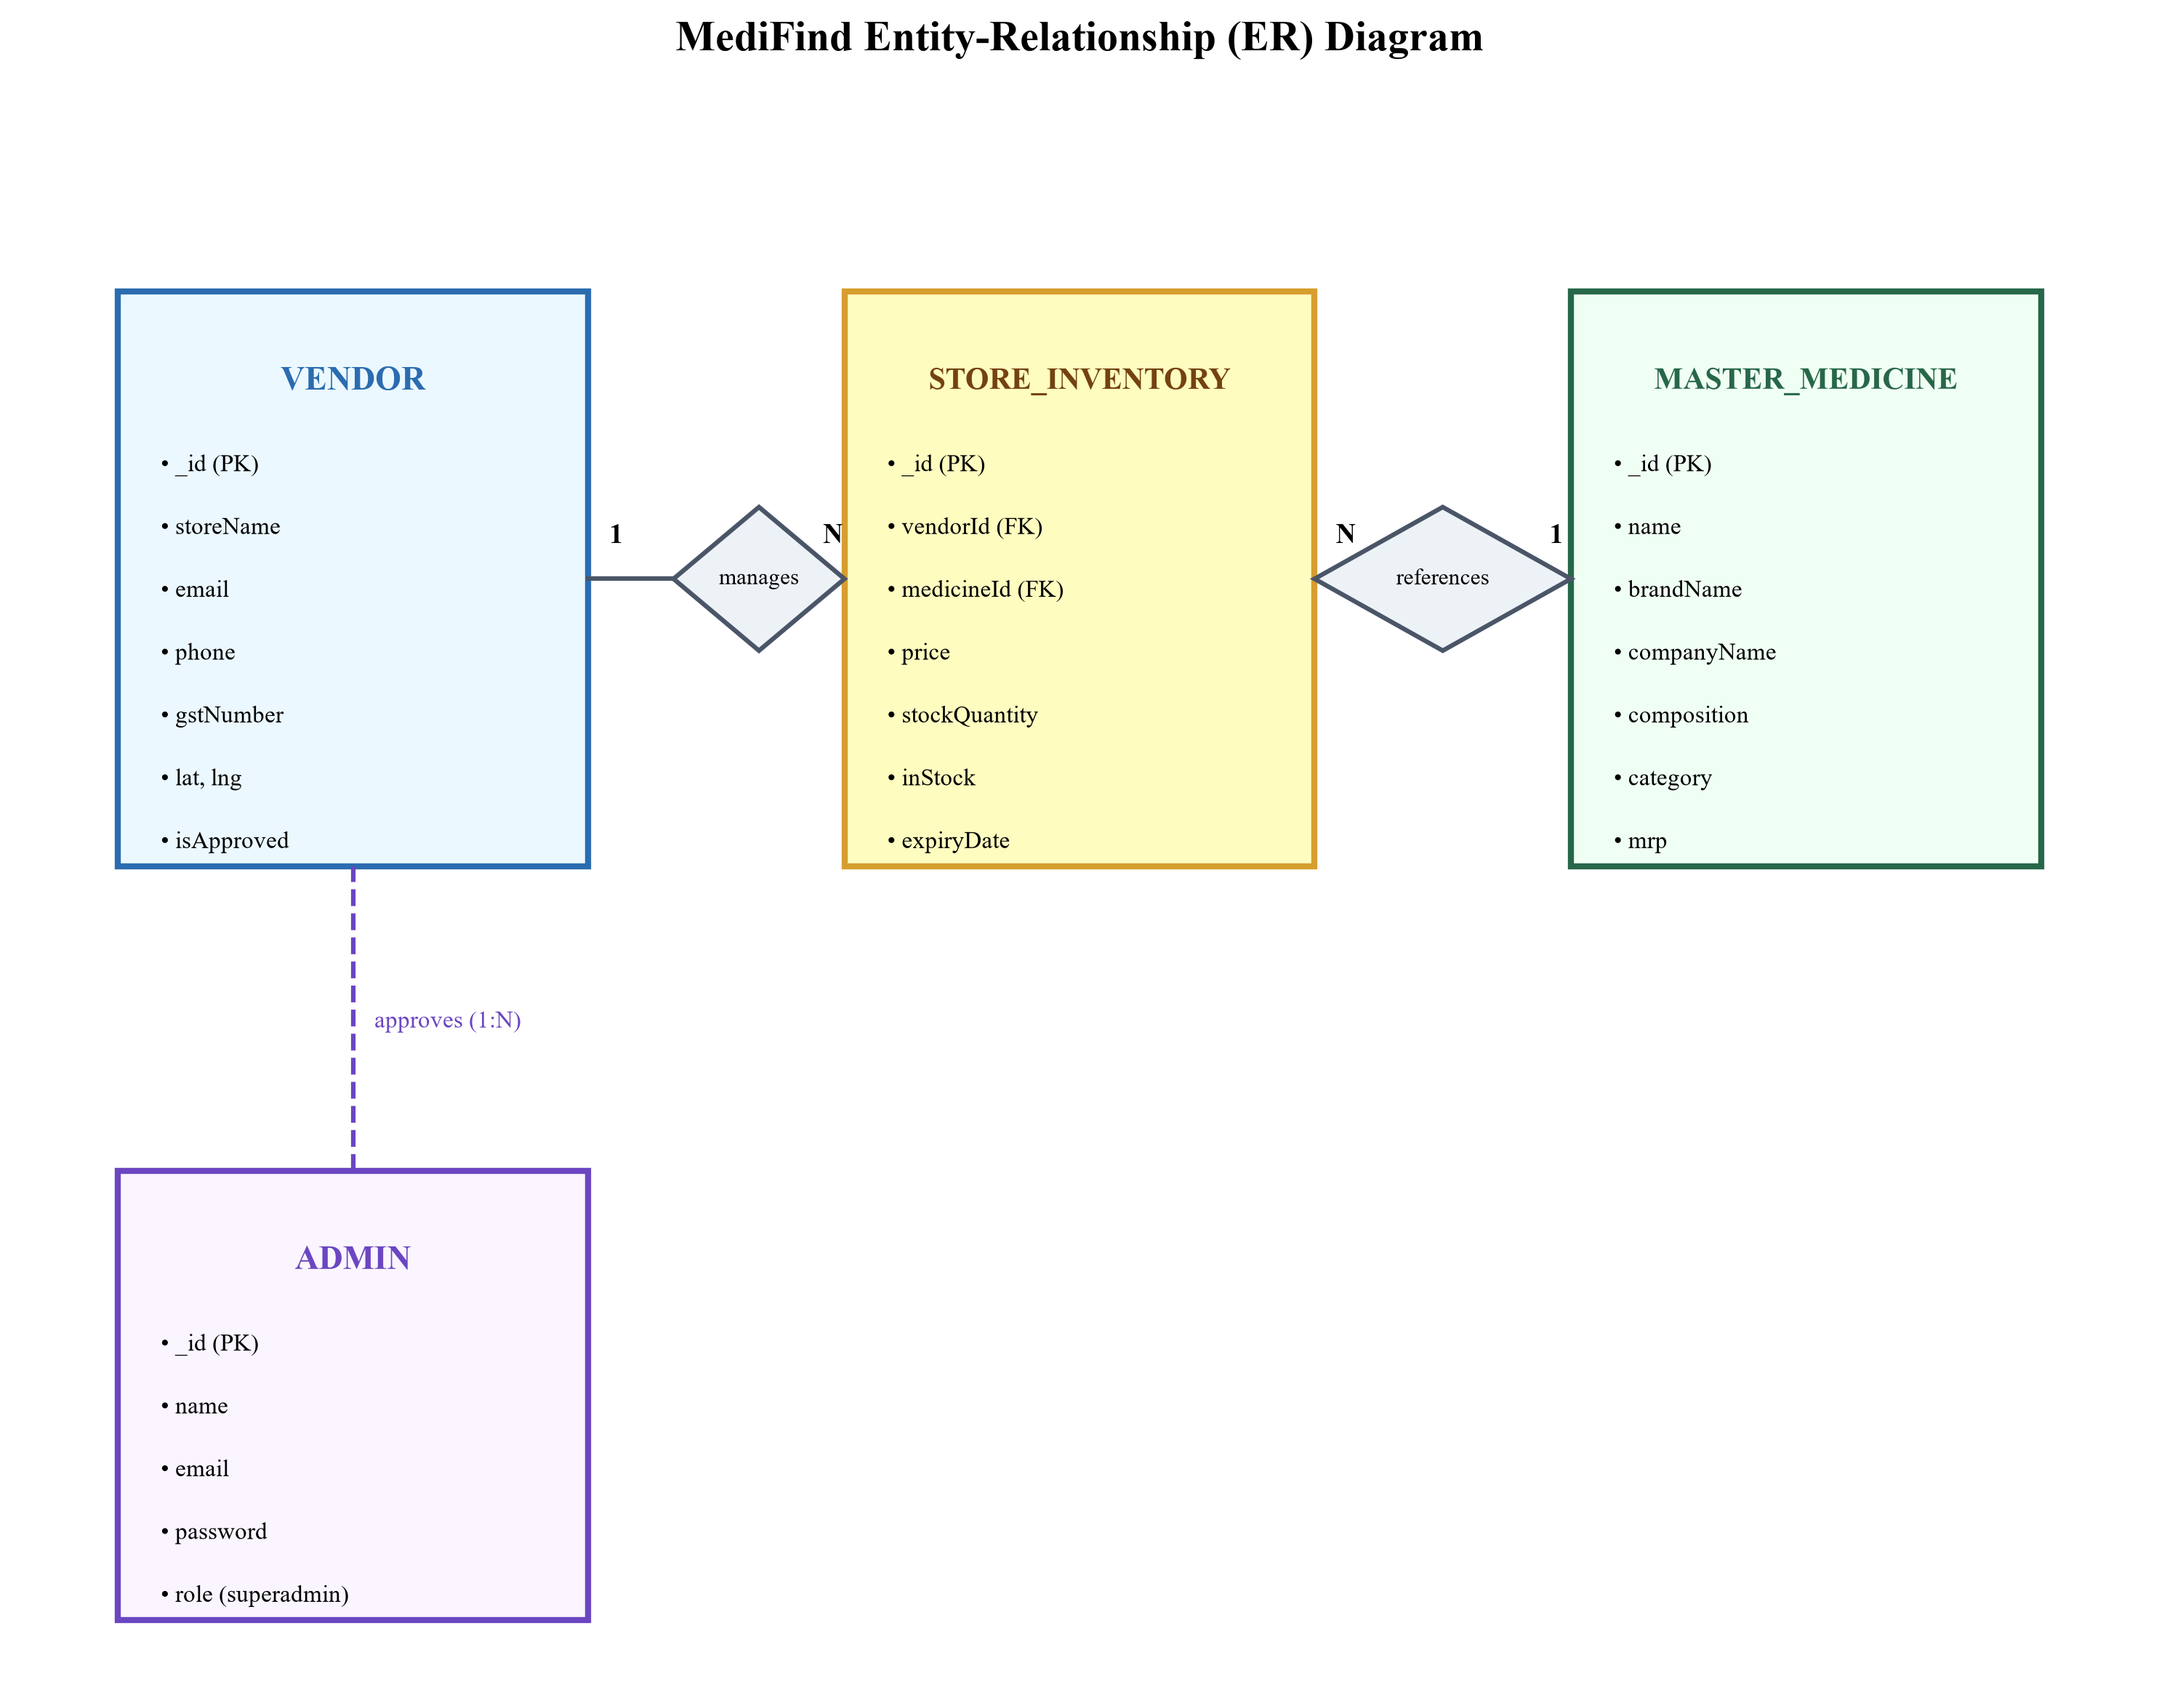 MediFind Entity-Relationship (ER) Diagram
VENDOR
• _id (PK)
• storeName
• email
• phone
• gstNumber
• lat, lng
• isApproved
1
manages
N
STORE_INVENTORY
• _id (PK)
• vendorId (FK)
• medicineId (FK)
• price
• stockQuantity
• inStock
• expiryDate
N
references
1
MASTER_MEDICINE
• _id (PK)
• name
• brandName
• companyName
• composition
• category
• mrp
approves (1:N)
ADMIN
• _id (PK)
• name
• email
• password
• role (superadmin)